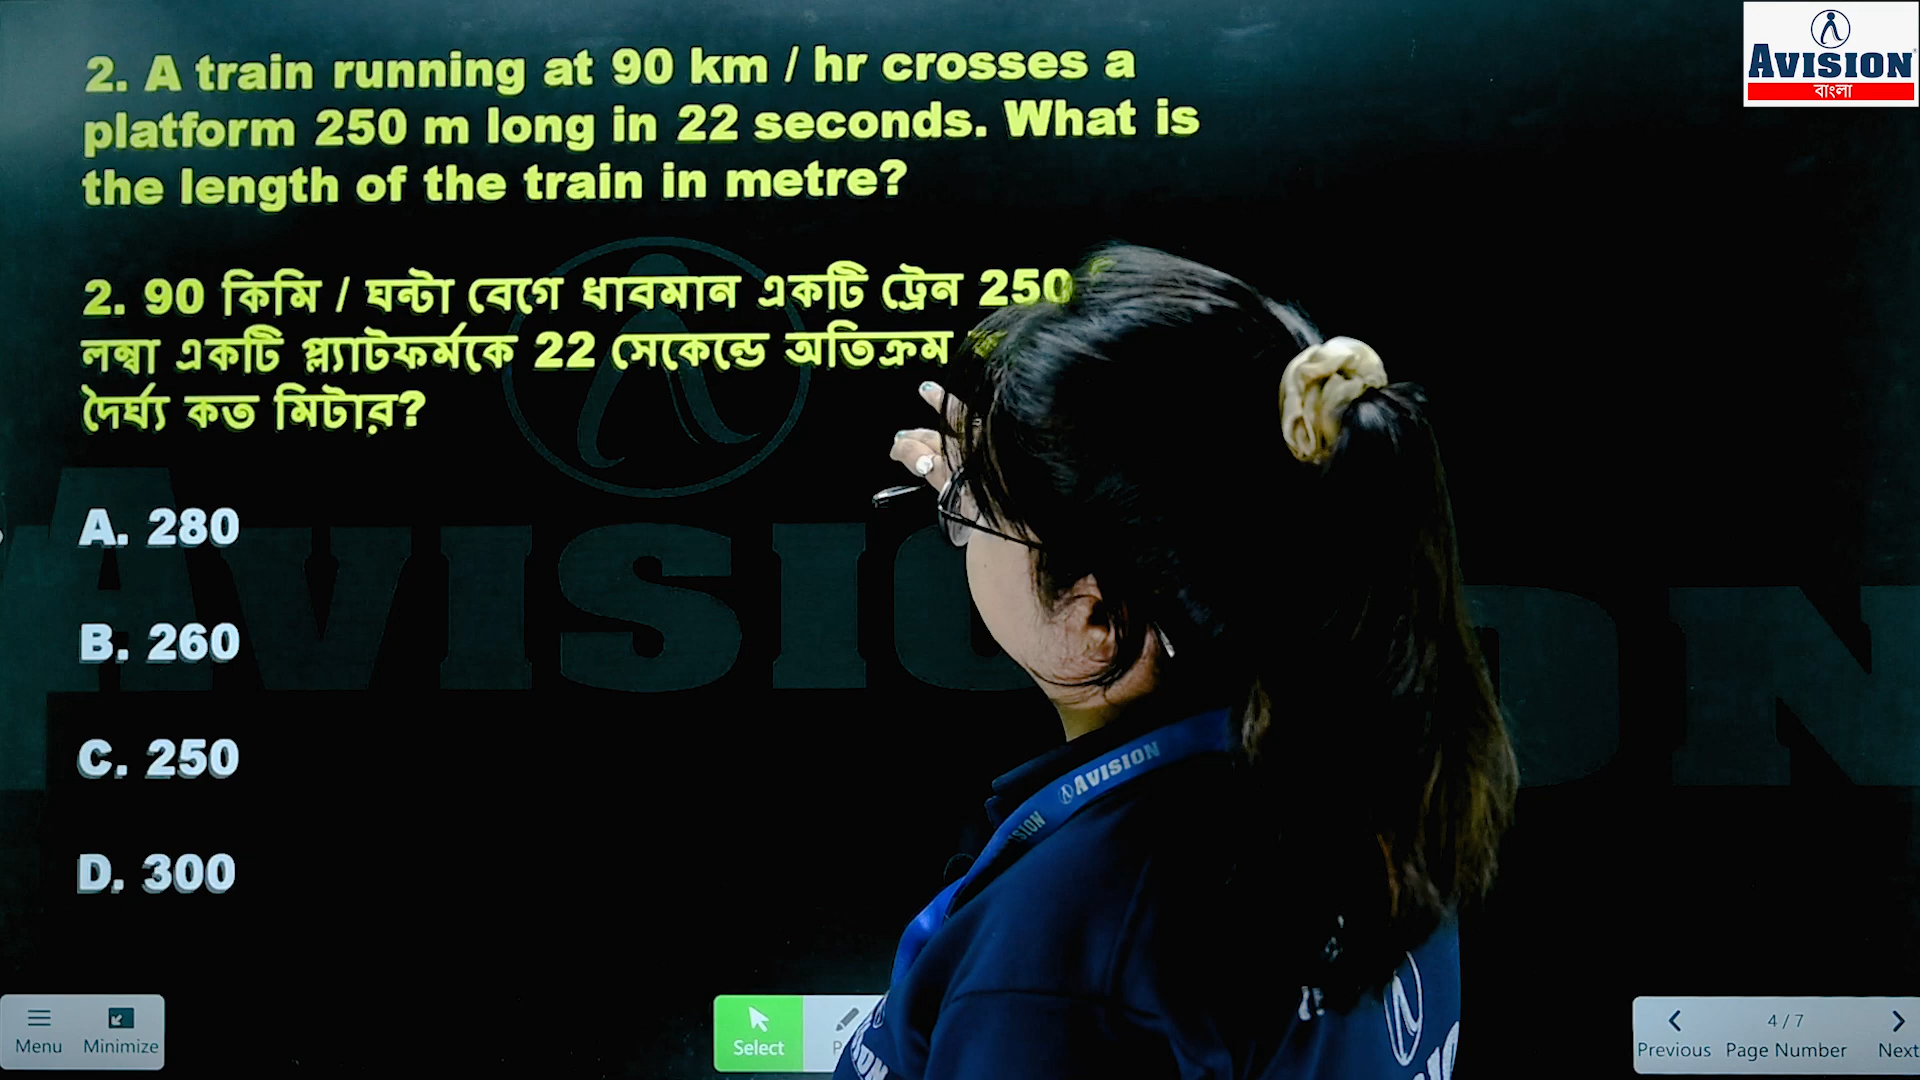 2. A train running at 90 km / hr crosses a
platform 250 m long in 22 seconds. What is
the length of the train in metre?
2. 90 কিমি / ঘন্টা বেগে ধাবমান একটি ট্রেন 250
লম্বা একটি প্ল্যাটফর্মকে 22 সেকেন্ডে অতিক্রম
দৈর্ঘ্য কত মিটার?
A. 280
B. 260
C. 250
D. 300
AVISION
বাংলা
AVISION
AVISION
Menu Minimize
Select
4 / 7
Previous Page Number Next